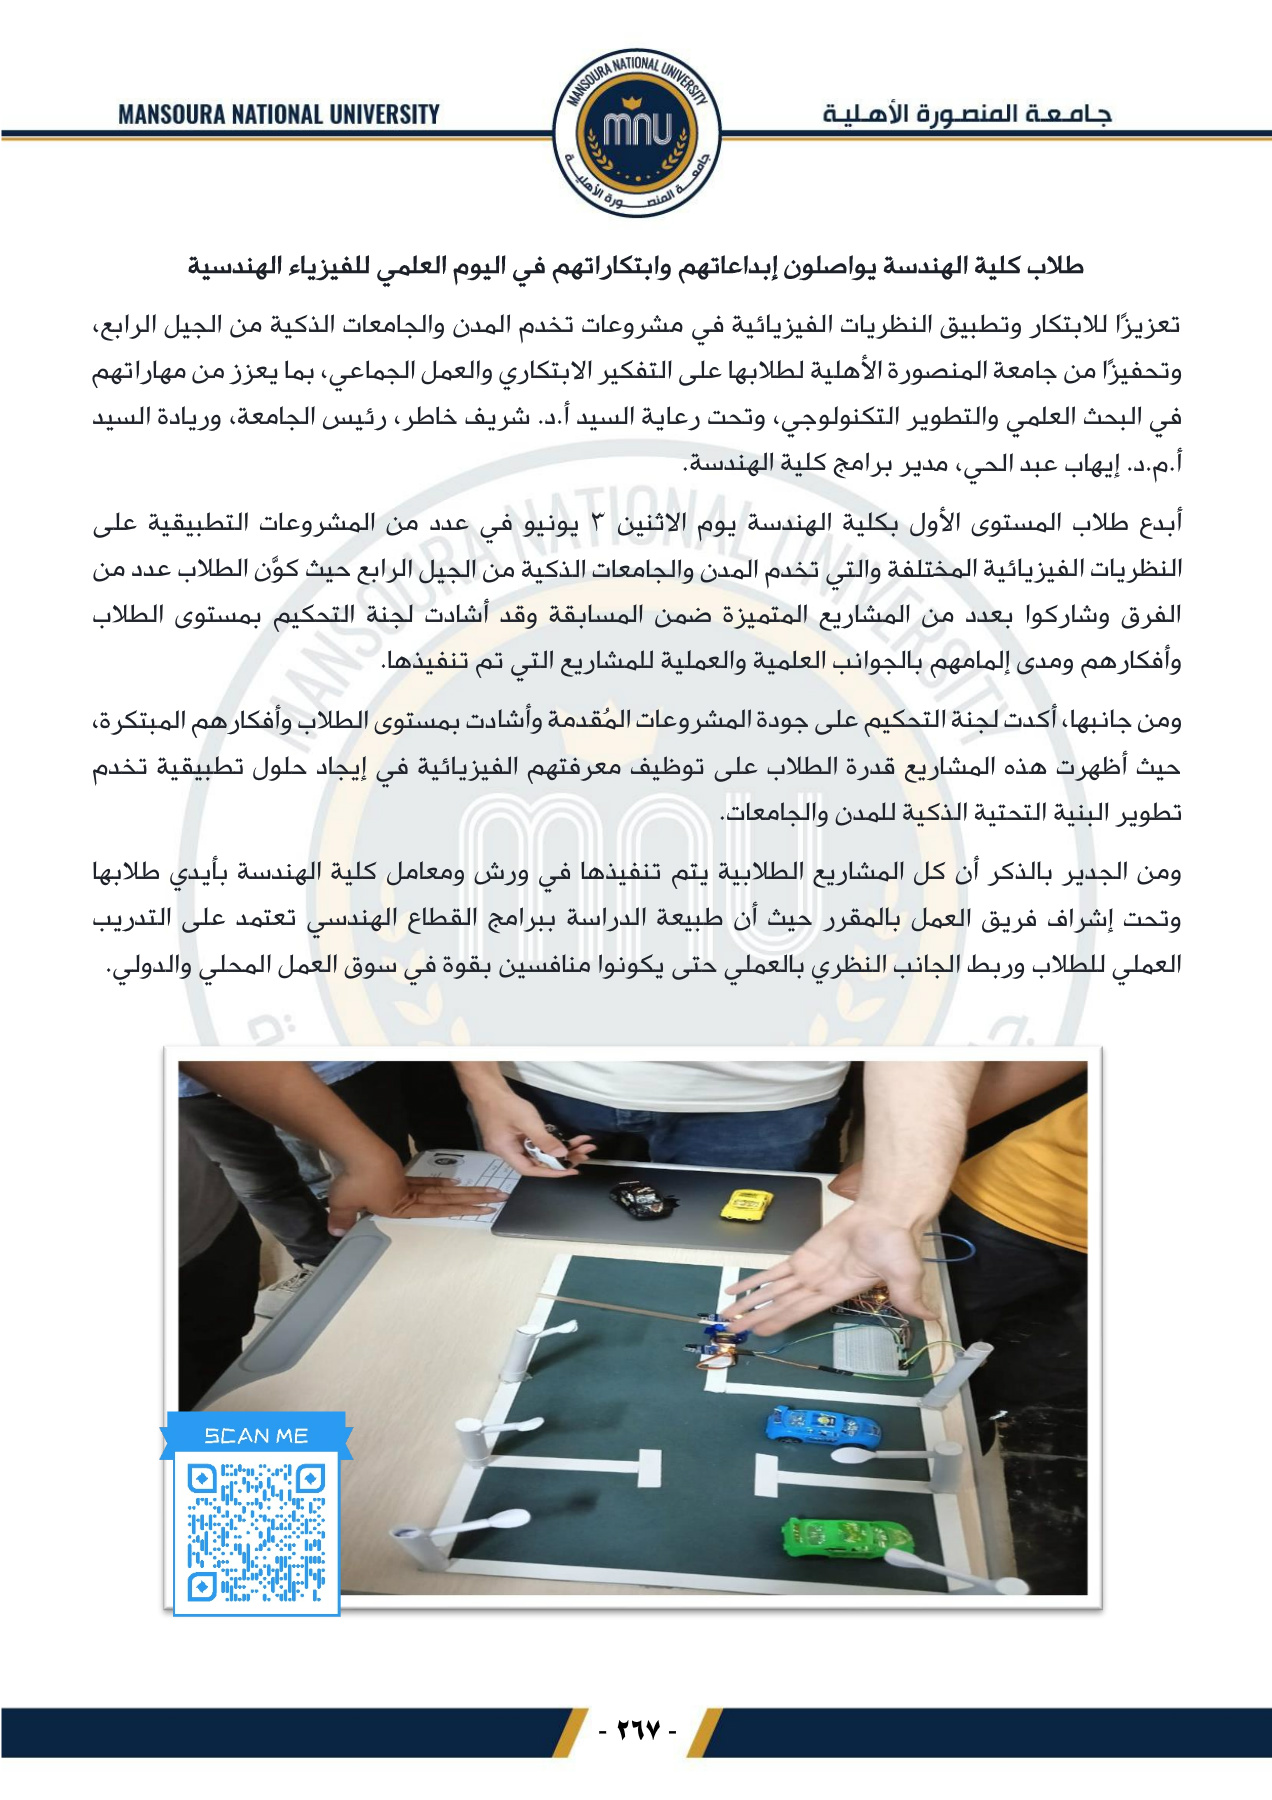 MANSOURA NATIONAL UNIVERSITY
جامعة المنصورة الأهلية
MANSOURA NATIONAL UNIVERSITY
mnu
جامعة المنصورة الأهلية
طلاب كلية الهندسة يواصلون إبداعاتهم وابتكاراتهم في اليوم العلمي للفيزياء الهندسية
تعزيزًا للابتكار وتطبيق النظريات الفيزيائية في مشروعات تخدم المدن والجامعات الذكية من الجيل الرابع،
وتحفيزًا من جامعة المنصورة الأهلية لطلابها على التفكير الابتكاري والعمل الجماعي، بما يعزز من مهاراتهم
في البحث العلمي والتطوير التكنولوجي، وتحت رعاية السيد أ.د. شريف خاطر، رئيس الجامعة، وريادة السيد
أ.م.د. إيهاب عبد الحي، مدير برامج كلية الهندسة.
أبدع طلاب المستوى الأول بكلية الهندسة يوم الاثنين ٣ يونيو في عدد من المشروعات التطبيقية على
النظريات الفيزيائية المختلفة والتي تخدم المدن والجامعات الذكية من الجيل الرابع حيث كوَّن الطلاب عدد من
الفرق وشاركوا بعدد من المشاريع المتميزة ضمن المسابقة وقد أشادت لجنة التحكيم بمستوى الطلاب
وأفكارهم ومدى إلمامهم بالجوانب العلمية والعملية للمشاريع التي تم تنفيذها.
ومن جانبها، أكدت لجنة التحكيم على جودة المشروعات المُقدمة وأشادت بمستوى الطلاب وأفكارهم المبتكرة،
حيث أظهرت هذه المشاريع قدرة الطلاب على توظيف معرفتهم الفيزيائية في إيجاد حلول تطبيقية تخدم
تطوير البنية التحتية الذكية للمدن والجامعات.
ومن الجدير بالذكر أن كل المشاريع الطلابية يتم تنفيذها في ورش ومعامل كلية الهندسة بأيدي طلابها
وتحت إشراف فريق العمل بالمقرر حيث أن طبيعة الدراسة ببرامج القطاع الهندسي تعتمد على التدريب
العملي للطلاب وربط الجانب النظري بالعملي حتى يكونوا منافسين بقوة في سوق العمل المحلي والدولي.
SCAN ME
- ٢٦٧ -